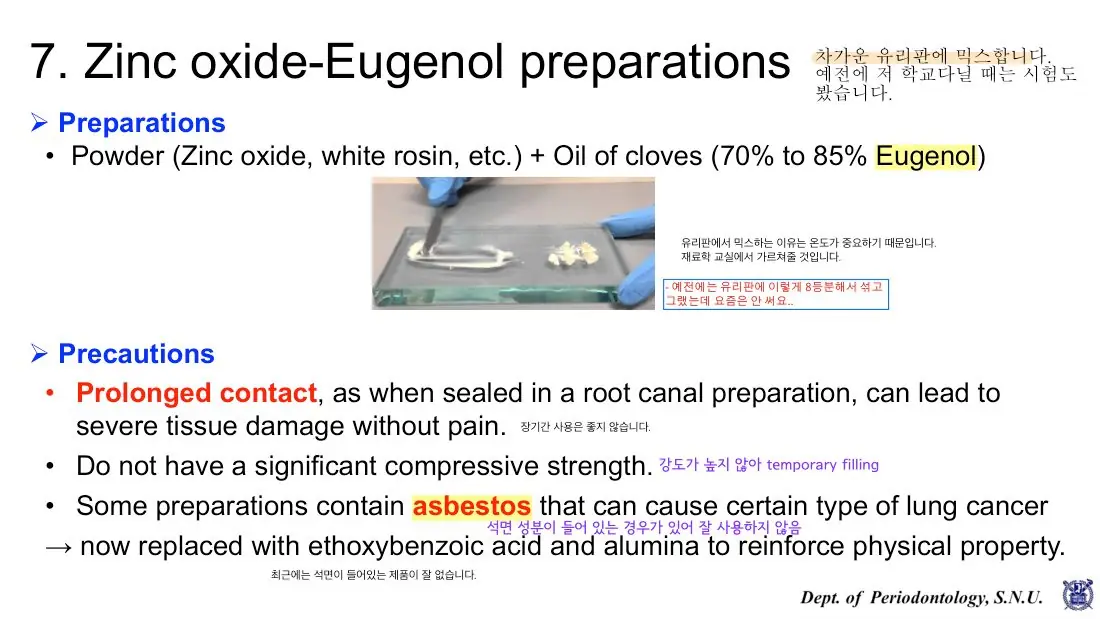 7. Zinc oxide-Eugenol preparations
차가운 유리판에 믹스합니다.
예전에 저 학교다닐 때는 시험도
봤습니다.
➢ Preparations
• Powder (Zinc oxide, white rosin, etc.) + Oil of cloves (70% to 85% Eugenol)
유리판에서 믹스하는 이유는 온도가 중요하기 때문입니다.
재료학 교실에서 가르쳐줄 것입니다.
- 예전에는 유리판에 이렇게 8등분해서 섞고
그랬는데 요즘은 안 써요..
➢ Precautions
• Prolonged contact, as when sealed in a root canal preparation, can lead to
severe tissue damage without pain. 장기간 사용은 좋지 않습니다.
• Do not have a significant compressive strength. 강도가 높지 않아 temporary filling
• Some preparations contain asbestos that can cause certain type of lung cancer
석면 성분이 들어 있는 경우가 있어 잘 사용하지 않음
→ now replaced with ethoxybenzoic acid and alumina to reinforce physical property.
최근에는 석면이 들어있는 제품이 잘 없습니다.
Dept. of Periodontology, S.N.U.